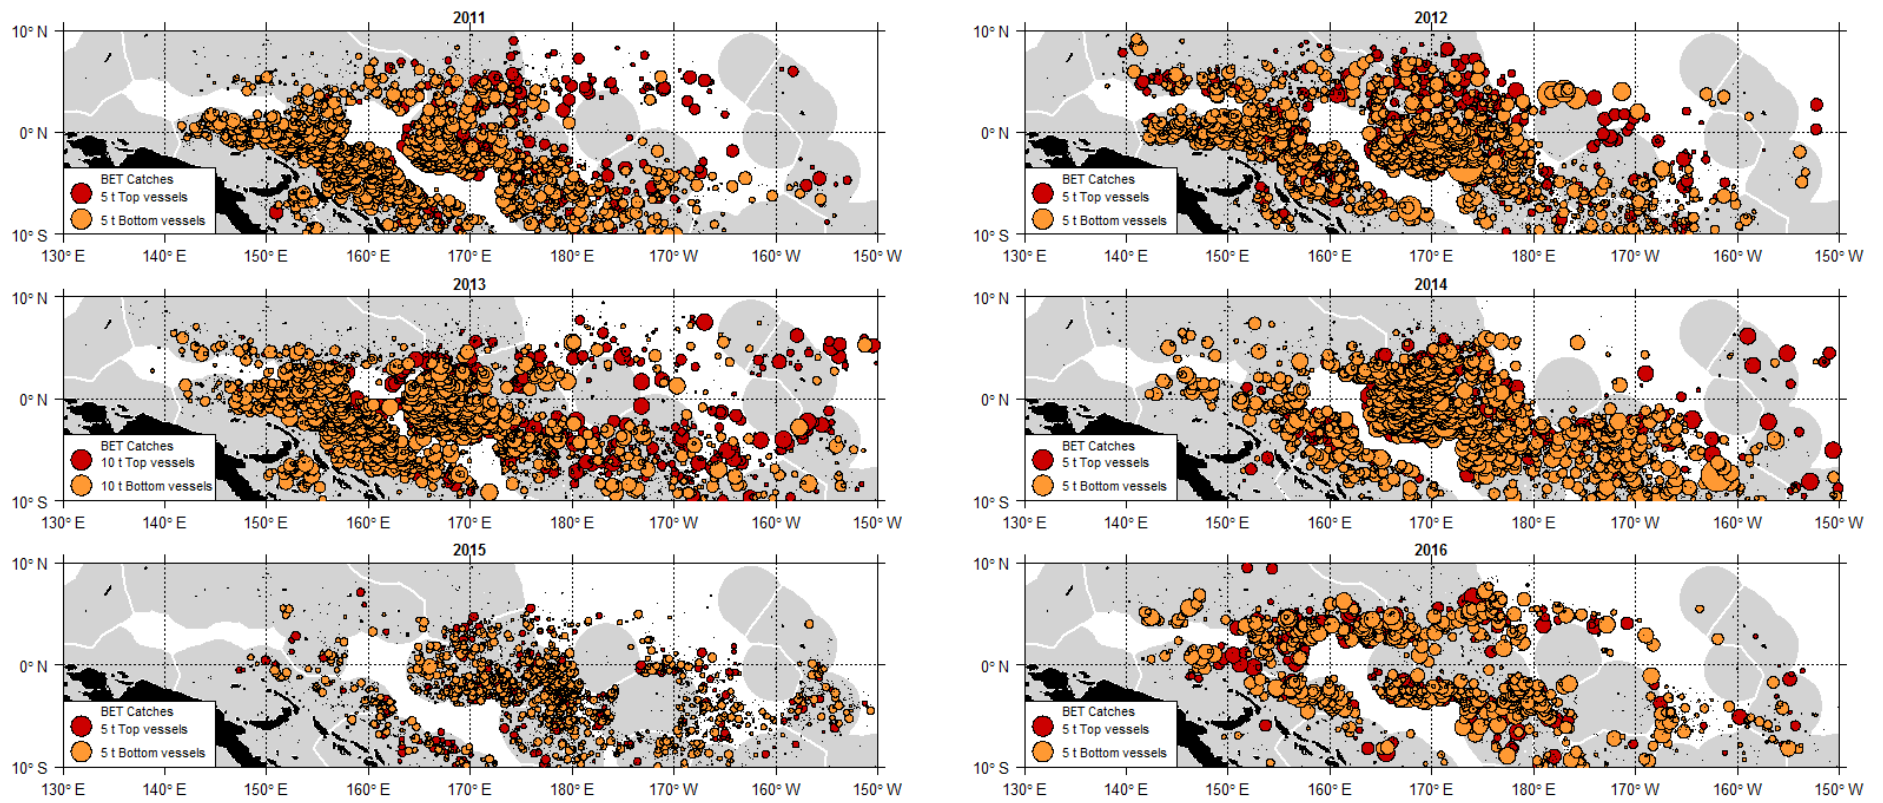 2011
10° N
0° N
10° S
BET Catches
5 t Top vessels
5 t Bottom vessels
130° E 140° E 150° E 160° E 170° E 180° E 170° W 160° W 150° W
2012
10° N
0° N
10° S
BET Catches
5 t Top vessels
5 t Bottom vessels
130° E 140° E 150° E 160° E 170° E 180° E 170° W 160° W 150° W
2013
10° N
0° N
10° S
BET Catches
10 t Top vessels
10 t Bottom vessels
130° E 140° E 150° E 160° E 170° E 180° E 170° W 160° W 150° W
2014
10° N
0° N
10° S
BET Catches
5 t Top vessels
5 t Bottom vessels
130° E 140° E 150° E 160° E 170° E 180° E 170° W 160° W 150° W
2015
10° N
0° N
10° S
BET Catches
5 t Top vessels
5 t Bottom vessels
130° E 140° E 150° E 160° E 170° E 180° E 170° W 160° W 150° W
2016
10° N
0° N
10° S
BET Catches
5 t Top vessels
5 t Bottom vessels
130° E 140° E 150° E 160° E 170° E 180° E 170° W 160° W 150° W